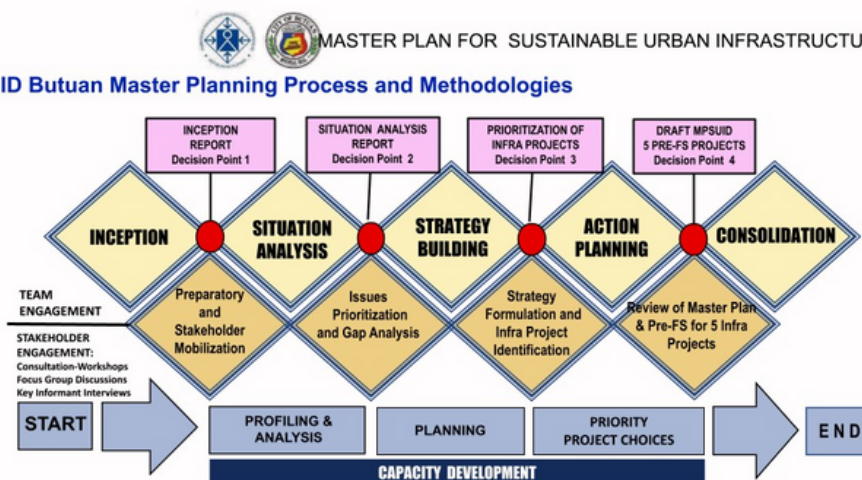 MASTER PLAN FOR SUSTAINABLE URBAN INFRASTRUCTU
ID Butuan Master Planning Process and Methodologies
INCEPTION
REPORT
Decision Point 1
SITUATION ANALYSIS
REPORT
Decision Point 2
PRIORITIZATION OF
INFRA PROJECTS
Decision Point 3
DRAFT MPSUID
5 PRE-FS PROJECTS
Decision Point 4
INCEPTION
SITUATION
ANALYSIS
STRATEGY
BUILDING
ACTION
PLANNING
CONSOLIDATION
TEAM
ENGAGEMENT
Preparatory
and
Stakeholder
Mobilization
Issues
Prioritization
and Gap Analysis
Strategy
Formulation and
Infra Project
Identification
Review of Master Plan
& Pre-FS for 5 Infra
Projects
STAKEHOLDER
ENGAGEMENT:
Consultation-Workshops
Focus Group Discussions
Key Informant Interviews
START
PROFILING &
ANALYSIS
PLANNING
PRIORITY
PROJECT CHOICES
END
CAPACITY DEVELOPMENT